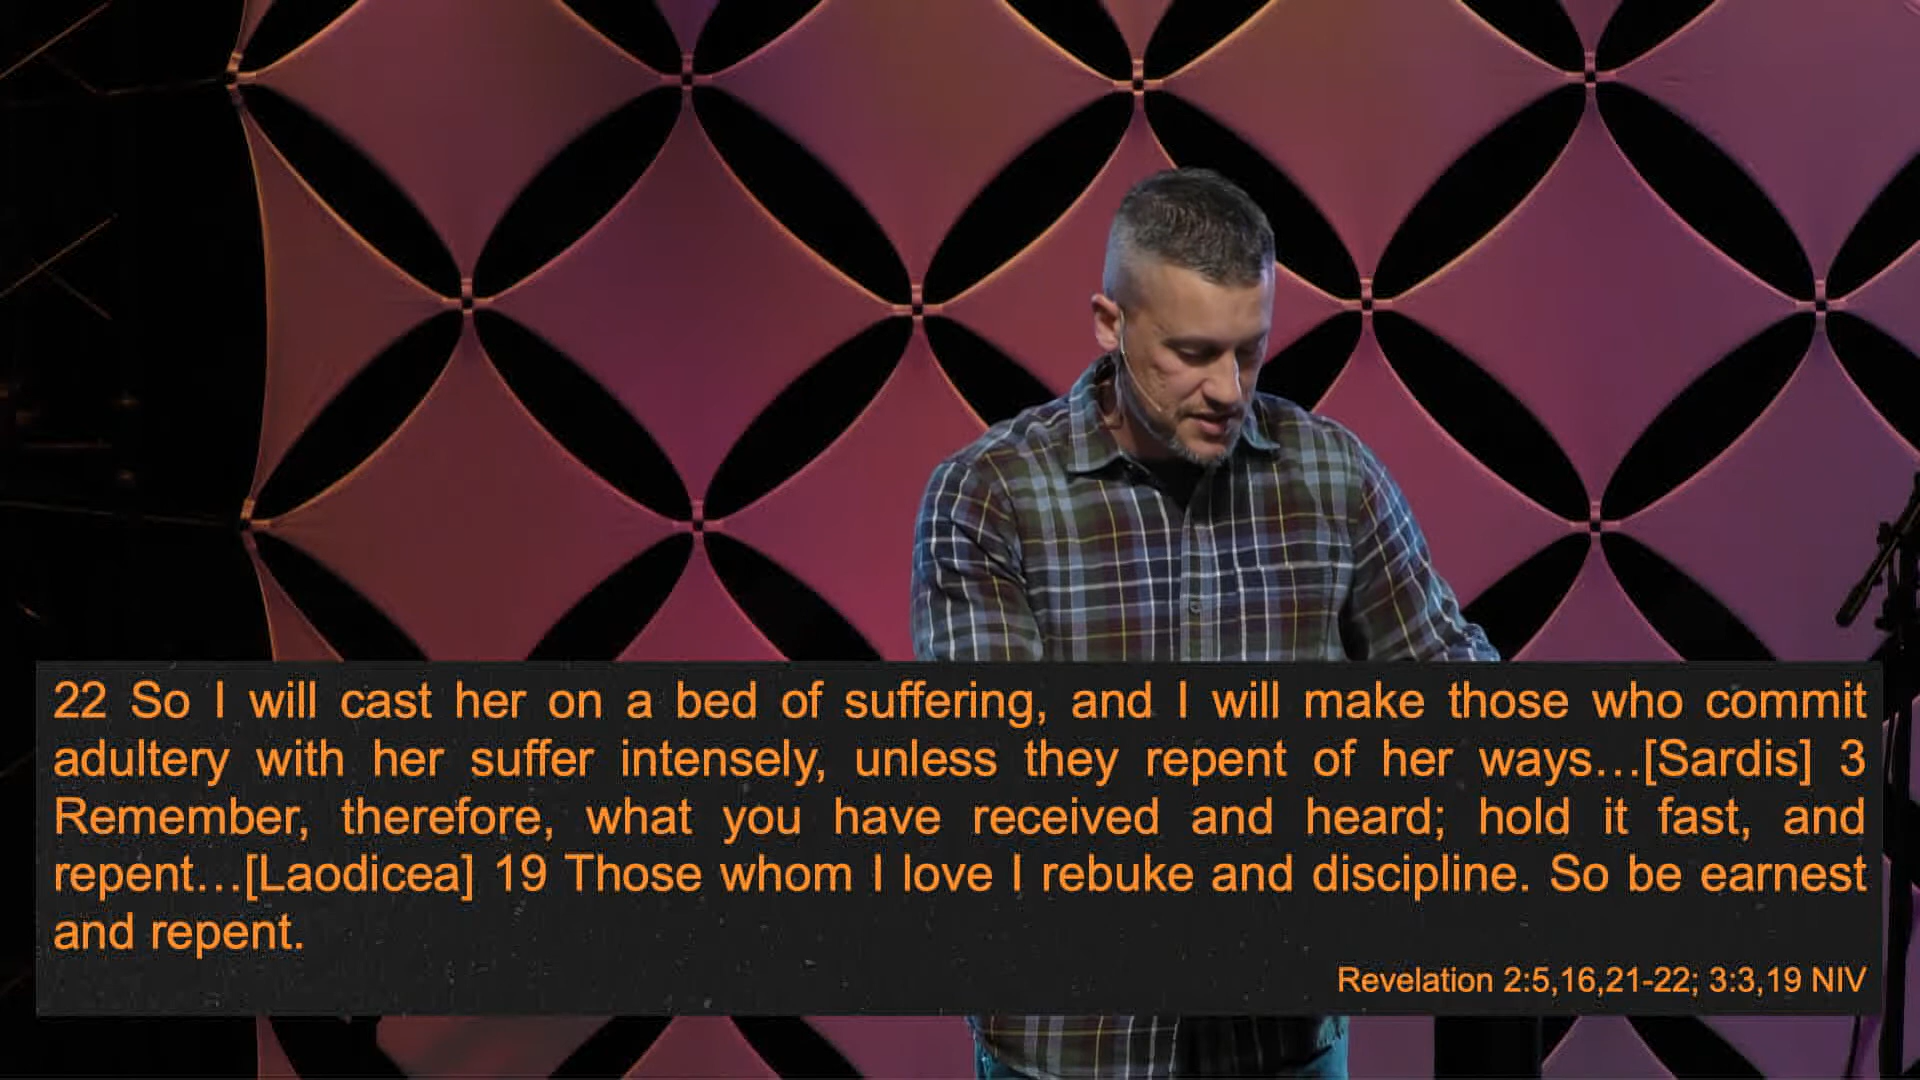 22 So I will cast her on a bed of suffering, and I will make those who commit
adultery with her suffer intensely, unless they repent of her ways…[Sardis] 3
Remember, therefore, what you have received and heard; hold it fast, and
repent…[Laodicea] 19 Those whom I love I rebuke and discipline. So be earnest
and repent.
Revelation 2:5,16,21-22; 3:3,19 NIV